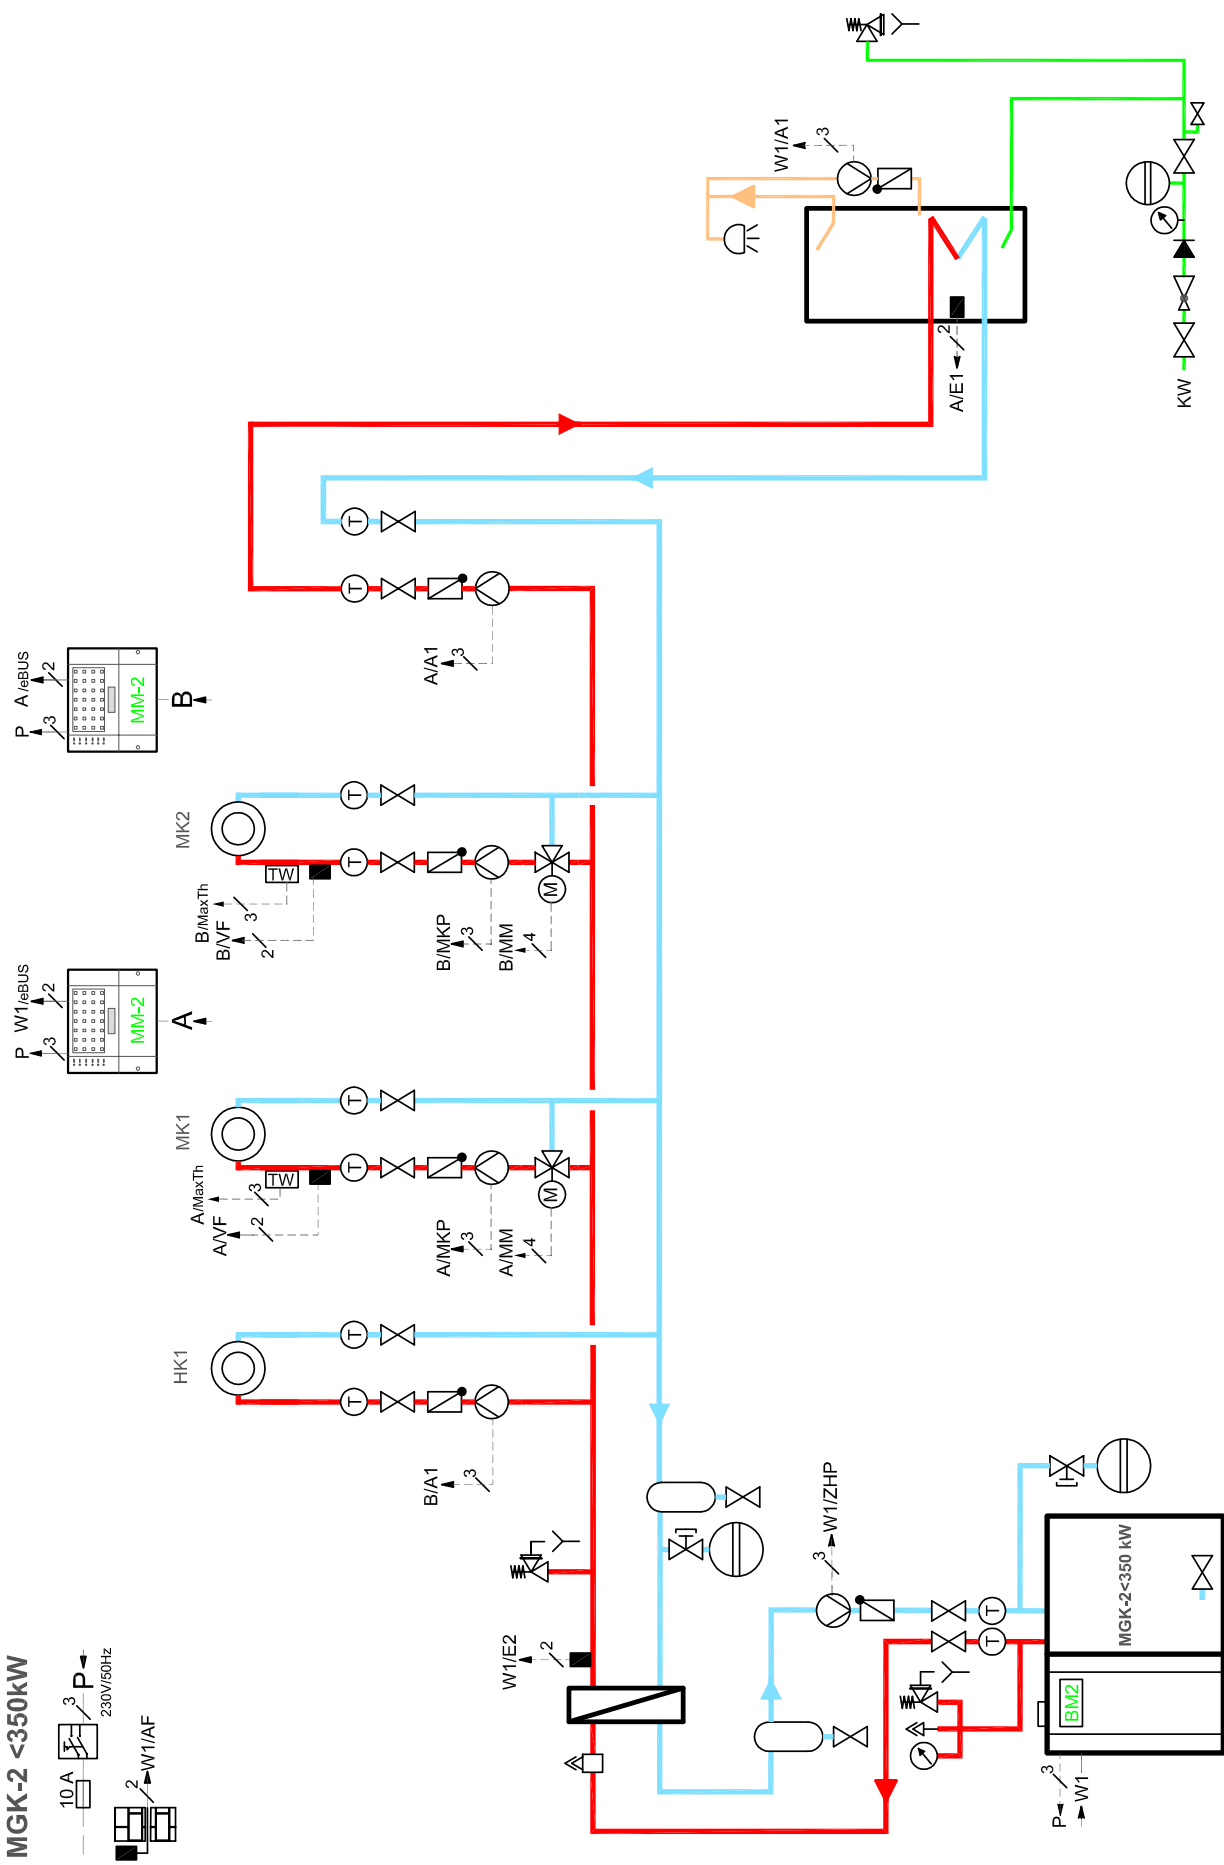 MGK-2 <350kW
10 A
3
P
230V/50Hz
2
W1/AF
HK1
T
T
B/A1
3
MK1
A/MaxTh
3
TW
A/VF
2
T
T
A/MKP
3
A/MM
4
M
P
3
W1/eBUS
2
MM-2
A
MK2
B/MaxTh
3
TW
B/VF
2
T
T
B/MKP
3
B/MM
4
M
P
3
A/eBUS
2
MM-2
B
T
T
A/A1
3
W1/A1
3
A/E1
2
KW
W1/E2
2
W1/ZHP
3
T
T
MGK-2<350 kW
BM2
P
3
W1